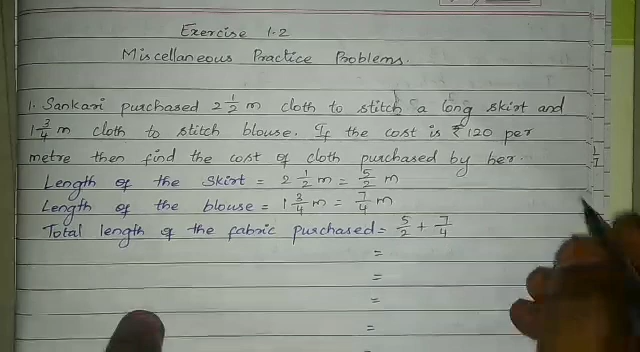 Exercise 1.2
Miscellaneous Practice Problems.
1. Sankari purchased 2 1/2 m cloth to stitch a long skirt and
1 3/4 m cloth to stitch blouse. If the cost is ₹ 120 per
metre then find the cost of cloth purchased by her.
Length of the skirt = 2 1/2 m = 5/2 m
Length of the blouse = 1 3/4 m = 7/4 m
Total length of the fabric purchased = 5/2 + 7/4
=
=
=
=